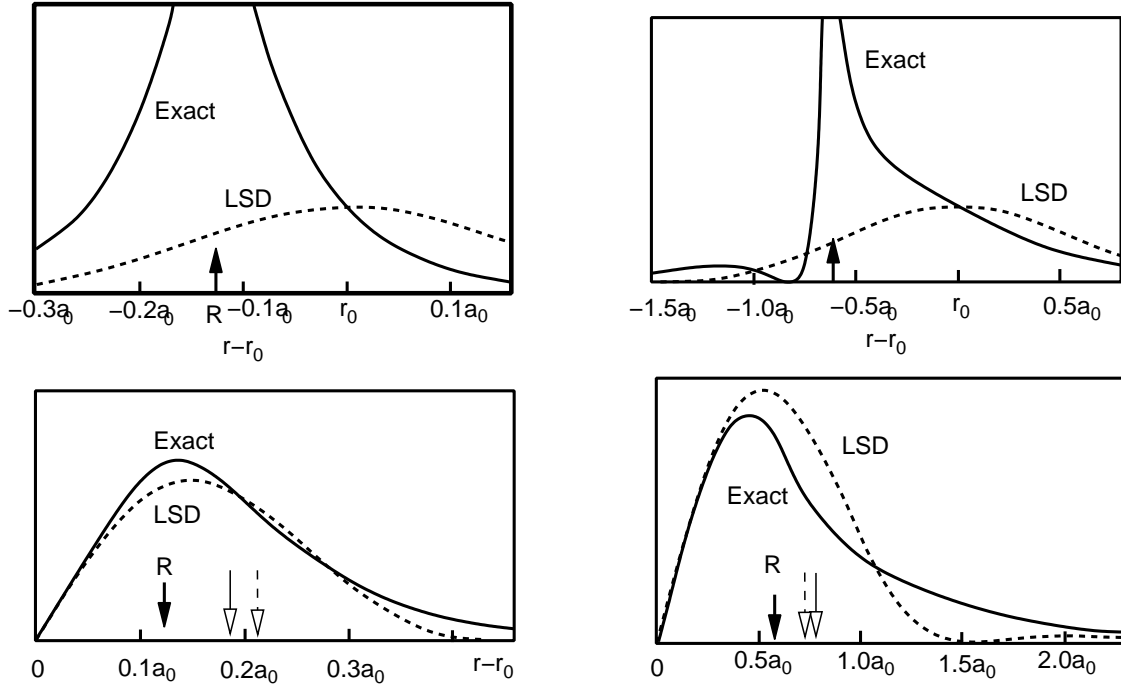 Exact
LSD
−0.3a₀ −0.2a₀ R −0.1a₀ r₀ 0.1a₀
r−r₀
Exact
LSD
−1.5a₀ −1.0a₀ −0.5a₀ r₀ 0.5a₀
r−r₀
Exact
LSD
R
0 0.1a₀ 0.2a₀ 0.3a₀ r−r₀
LSD
Exact
R
0 0.5a₀ 1.0a₀ 1.5a₀ 2.0a₀